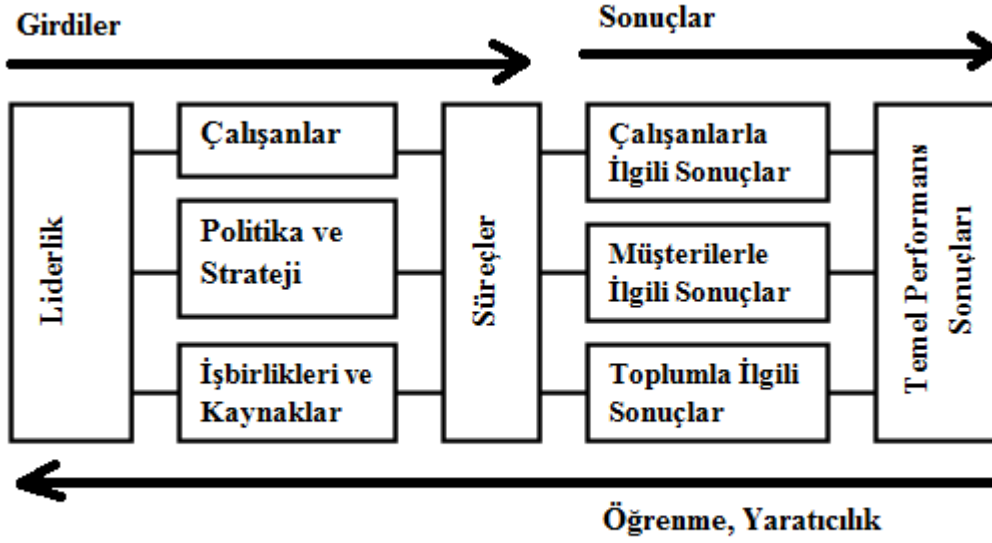 Girdiler
Sonuçlar
Liderlik
Çalışanlar
Politika ve
Strateji
İşbirlikleri ve
Kaynaklar
Süreçler
Çalışanlarla
İlgili Sonuçlar
Müşterilerle
İlgili Sonuçlar
Toplumla İlgili
Sonuçlar
Temel Performans
Sonuçları
Öğrenme, Yaratıcılık